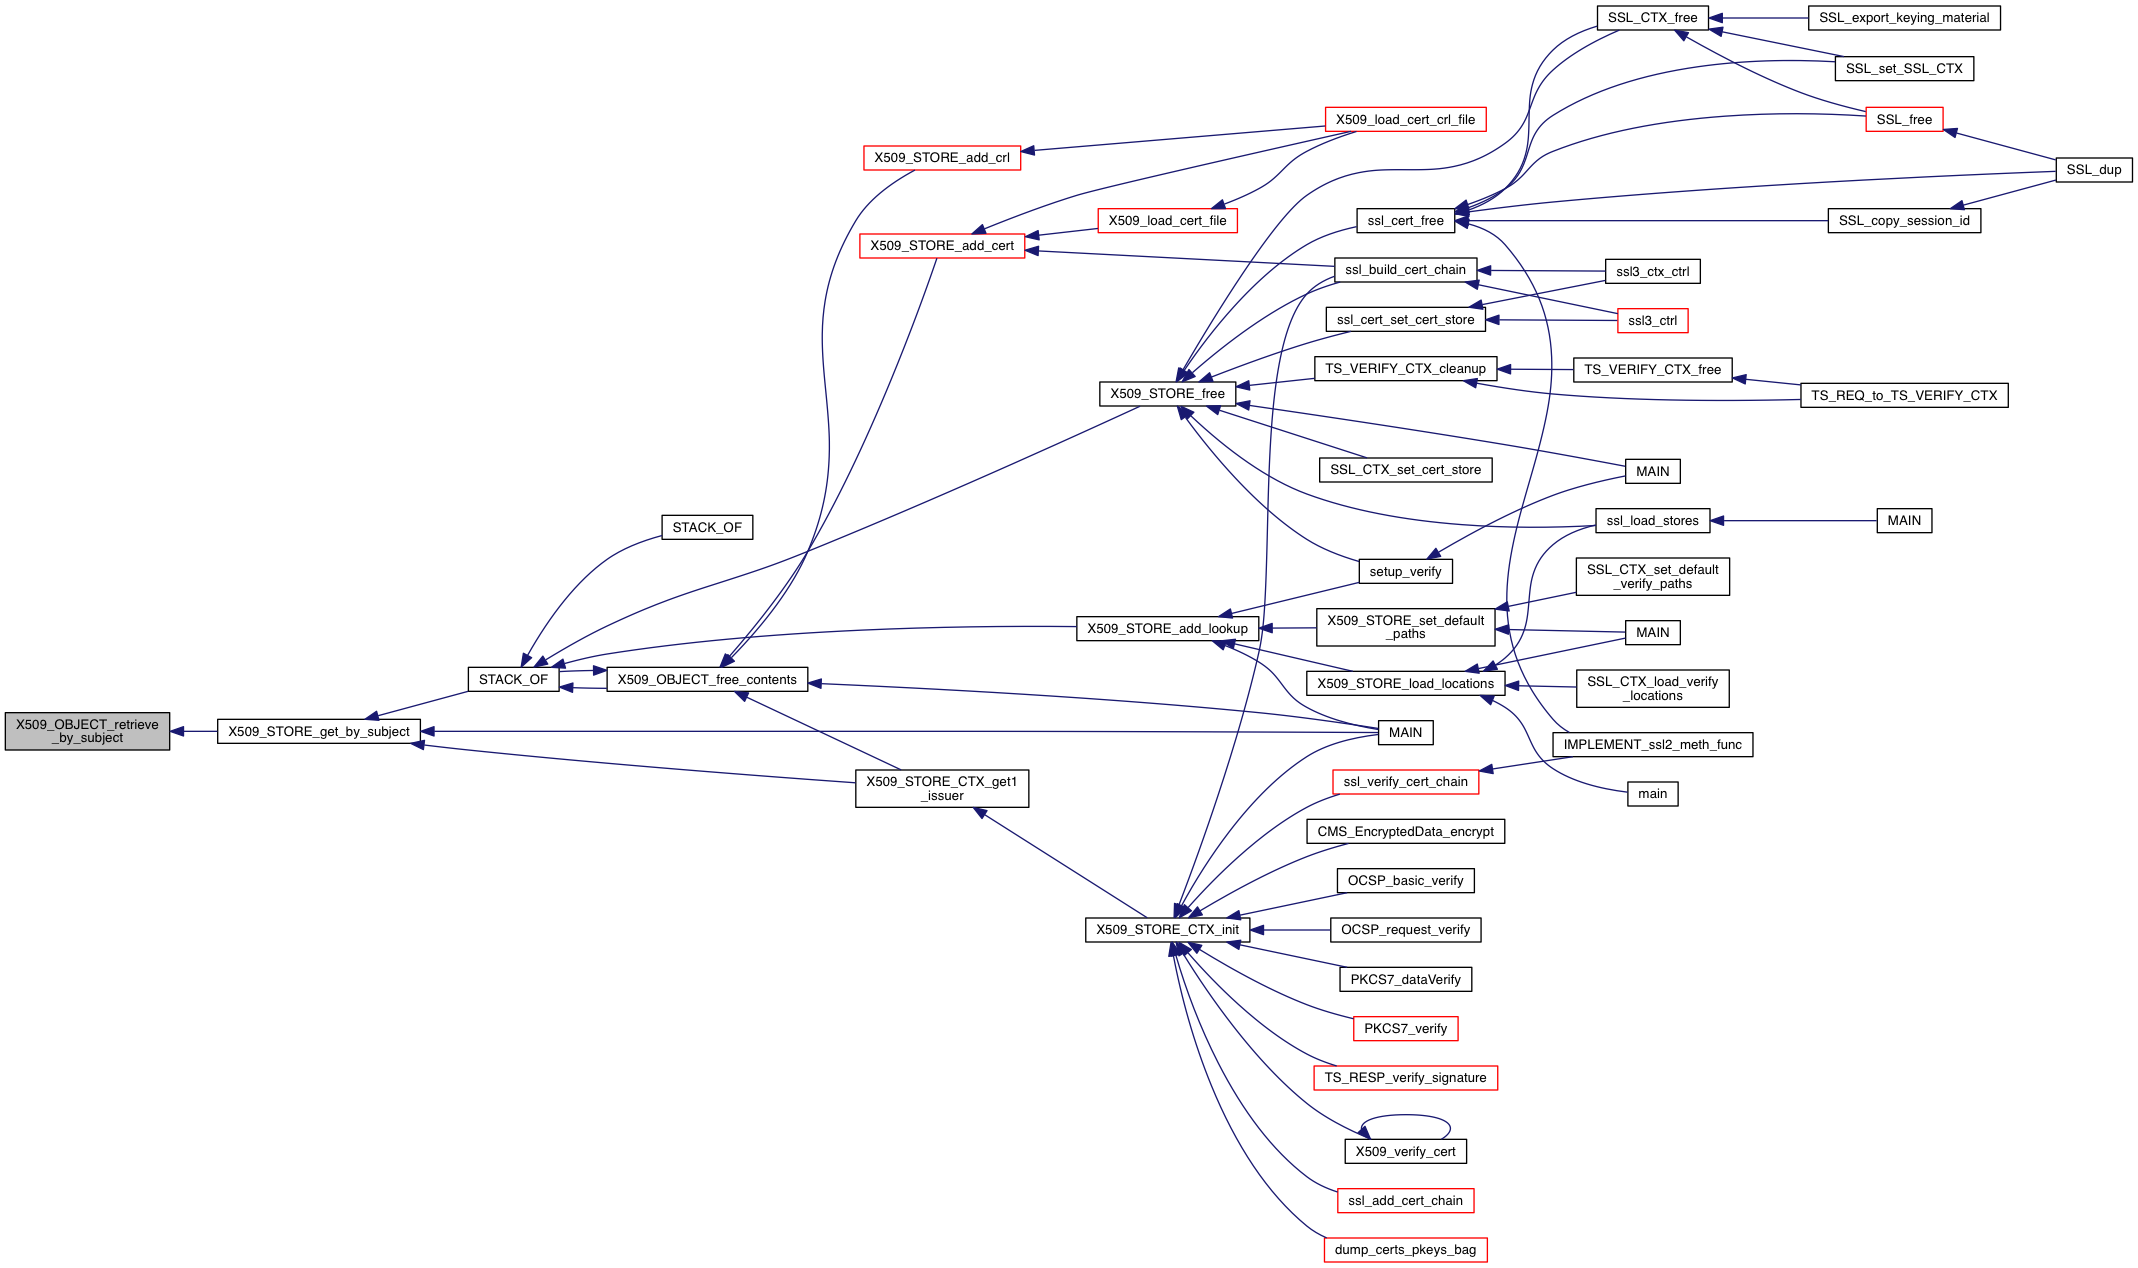 SSL_CTX_free
SSL_export_keying_material
SSL_set_SSL_CTX
X509_load_cert_crl_file
SSL_free
X509_STORE_add_crl
SSL_dup
X509_load_cert_file
ssl_cert_free
SSL_copy_session_id
X509_STORE_add_cert
ssl_build_cert_chain
ssl3_ctx_ctrl
ssl_cert_set_cert_store
ssl3_ctrl
TS_VERIFY_CTX_cleanup
TS_VERIFY_CTX_free
X509_STORE_free
TS_REQ_to_TS_VERIFY_CTX
SSL_CTX_set_cert_store
MAIN
STACK_OF
ssl_load_stores
MAIN
setup_verify
SSL_CTX_set_default
_verify_paths
X509_STORE_add_lookup
X509_STORE_set_default
_paths
MAIN
STACK_OF
X509_OBJECT_free_contents
X509_STORE_load_locations
SSL_CTX_load_verify
_locations
X509_OBJECT_retrieve
_by_subject
X509_STORE_get_by_subject
MAIN
IMPLEMENT_ssl2_meth_func
X509_STORE_CTX_get1
_issuer
ssl_verify_cert_chain
main
CMS_EncryptedData_encrypt
OCSP_basic_verify
X509_STORE_CTX_init
OCSP_request_verify
PKCS7_dataVerify
PKCS7_verify
TS_RESP_verify_signature
X509_verify_cert
ssl_add_cert_chain
dump_certs_pkeys_bag